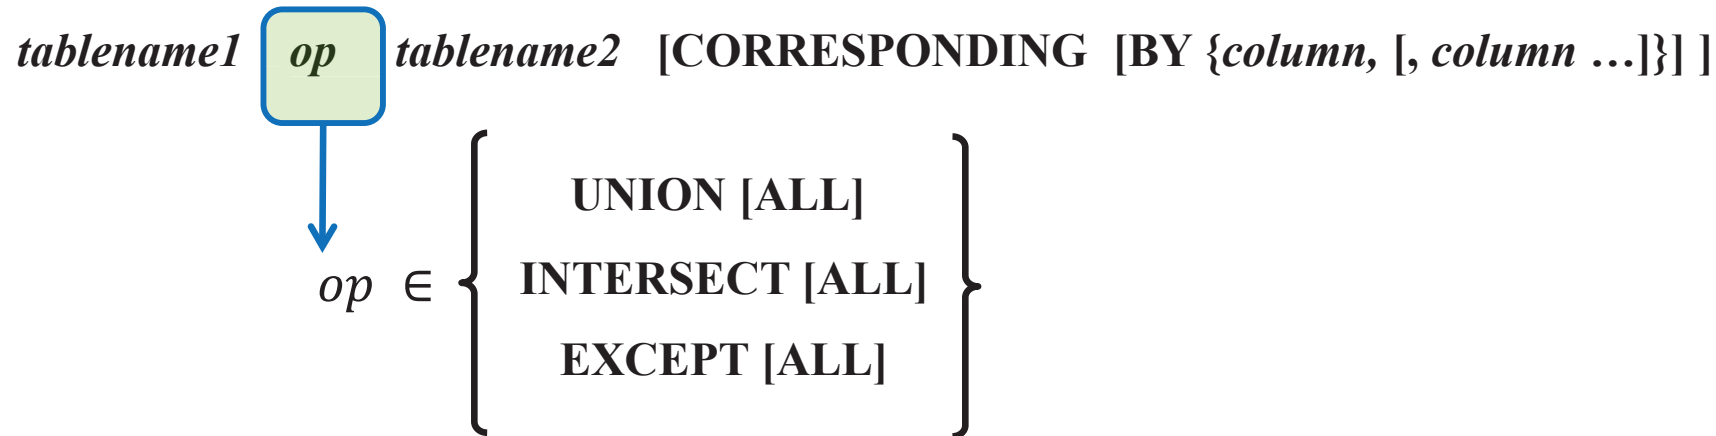 tablename1 op tablename2 [CORRESPONDING [BY {column, [, column …]}] ]
UNION [ALL]
op ∈ { INTERSECT [ALL] }
EXCEPT [ALL]